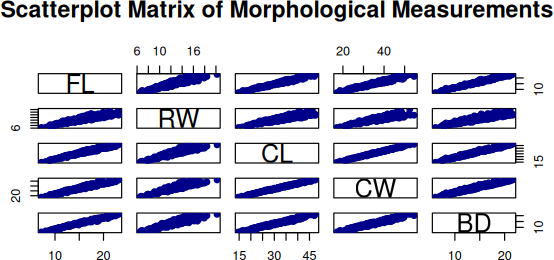 Scatterplot Matrix of Morphological Measurements
6 8 10 16 20 40
FL 10
6 RW
CL 15
20 CW
BD 10
10 20 15 30 45 10 20